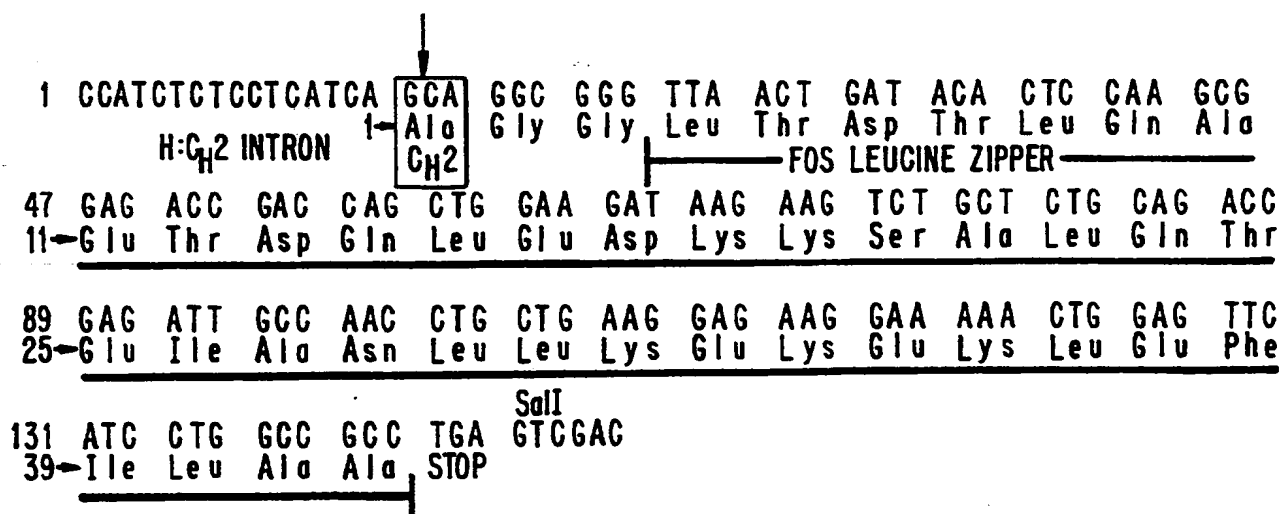 1 CCATCTCTCCTCATCA GCA GGC GGG TTA ACT GAT ACA CTC CAA GCG
1→Ala Gly Gly Leu Thr Asp Thr Leu Gln Ala
H:CH2 INTRON CH2 FOS LEUCINE ZIPPER
47 GAG ACC GAC CAG CTG GAA GAT AAG AAG TCT GCT CTG CAG ACC
11→Glu Thr Asp Gln Leu Glu Asp Lys Lys Ser Ala Leu Gln Thr
89 GAG ATT GCC AAC CTG CTG AAG GAG AAG GAA AAA CTG GAG TTC
25→Glu Ile Ala Asn Leu Leu Lys Glu Lys Glu Lys Leu Glu Phe
SalI
131 ATC CTG GCC GCC TGA GTCGAC
39→Ile Leu Ala Ala STOP